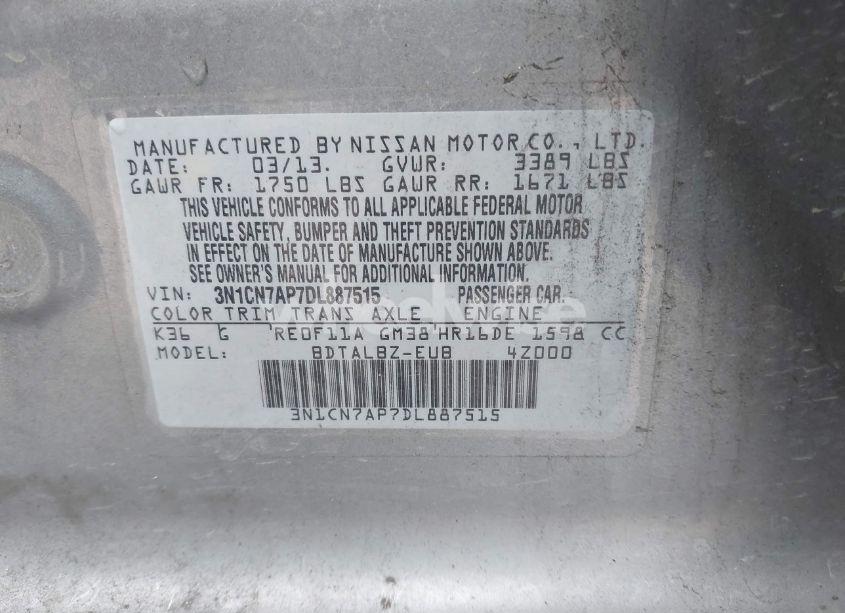 MANUFACTURED BY NISSAN MOTOR CO., LTD.
DATE: 03/13. GVWR: 3389 LBS
GAWR FR: 1750 LBS GAWR RR: 1671 LBS
THIS VEHICLE CONFORMS TO ALL APPLICABLE FEDERAL MOTOR
VEHICLE SAFETY, BUMPER AND THEFT PREVENTION STANDARDS
IN EFFECT ON THE DATE OF MANUFACTURE SHOWN ABOVE.
SEE OWNER'S MANUAL FOR ADDITIONAL INFORMATION.
VIN: 3N1CN7AP7DL887515 PASSENGER CAR.
COLOR TRIM TRANS AXLE ENGINE
K36 G RE0F11A GM38 HR16DE 1598 CC
MODEL: BDTALBZ-EUB 4Z000
3N1CN7AP7DL887515